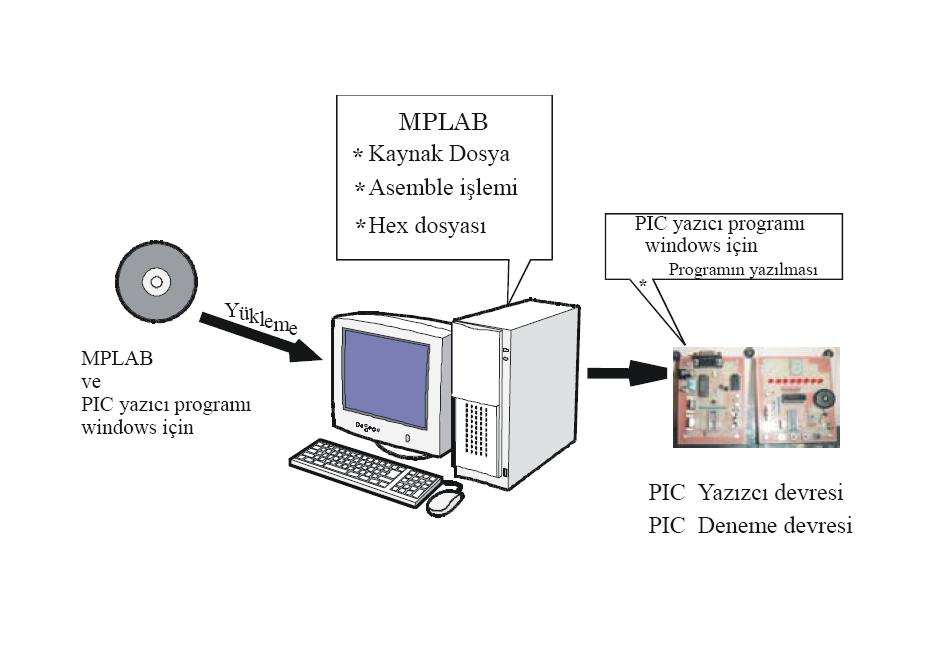 MPLAB
* Kaynak Dosya
* Asemble işlemi
* Hex dosyası
PIC yazıcı programı
windows için
* Programın yazılması
Yükleme
MPLAB
ve
PIC yazıcı programı
windows için
PIC Yazızcı devresi
PIC Deneme devresi